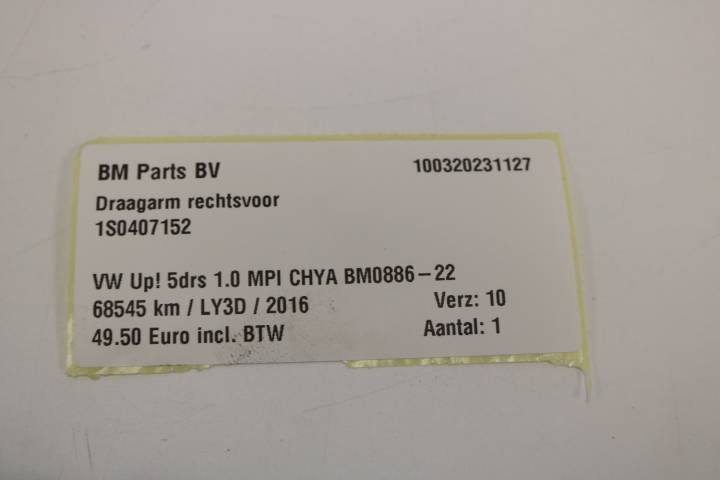 BM Parts BV 100320231127
Draagarm rechtsvoor
1S0407152
VW Up! 5drs 1.0 MPI CHYA BM0886-22
68545 km / LY3D / 2016 Verz: 10
49.50 Euro incl. BTW Aantal: 1